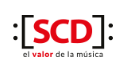 :[SCD]:
el valor de la música